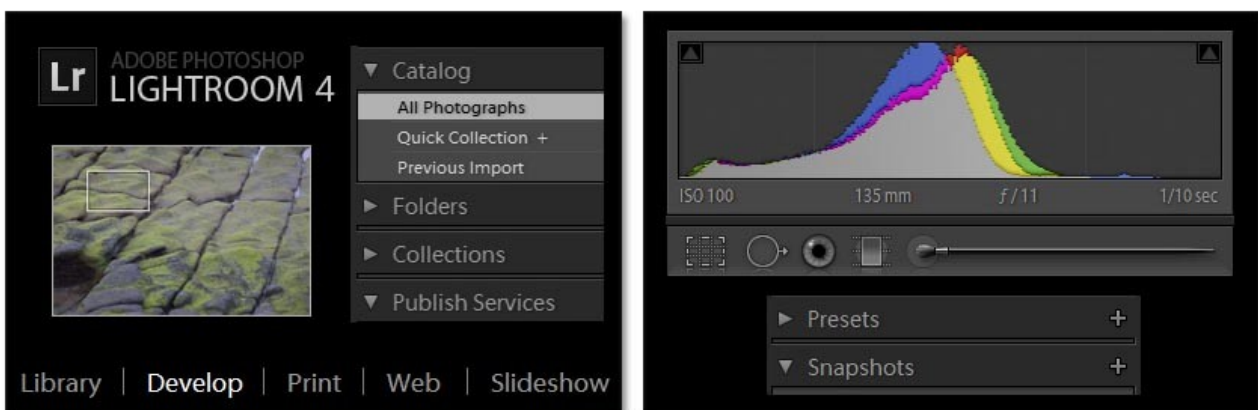 Lr
ADOBE PHOTOSHOP
LIGHTROOM 4
Catalog
All Photographs
Quick Collection +
Previous Import
Folders
Collections
Publish Services
Library | Develop | Print | Web | Slideshow
ISO 100 135 mm ƒ/11 1/10 sec
Presets +
Snapshots +